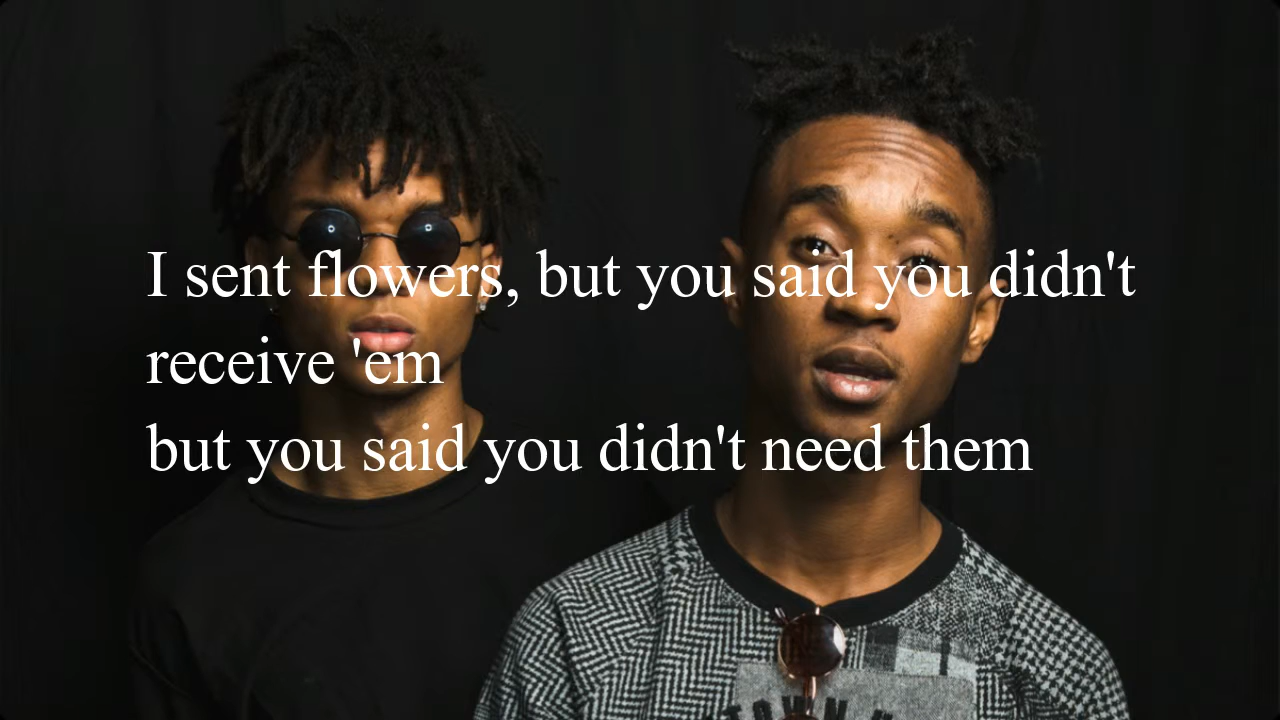 I sent flowers, but you said you didn't
receive 'em
but you said you didn't need them